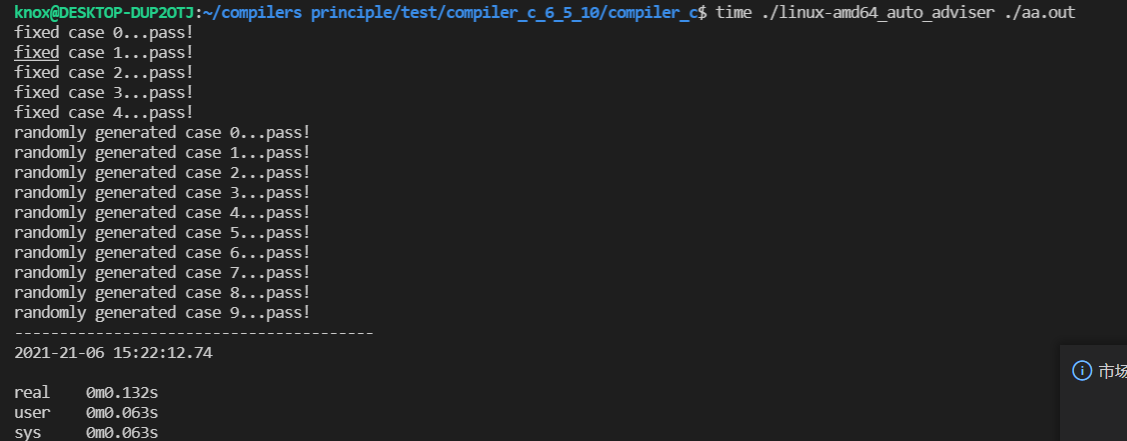 knox@DESKTOP-DUP2OTJ:~/compilers principle/test/compiler_c_6_5_10/compiler_c$ time ./linux-amd64_auto_adviser ./aa.out
fixed case 0...pass!
fixed case 1...pass!
fixed case 2...pass!
fixed case 3...pass!
fixed case 4...pass!
randomly generated case 0...pass!
randomly generated case 1...pass!
randomly generated case 2...pass!
randomly generated case 3...pass!
randomly generated case 4...pass!
randomly generated case 5...pass!
randomly generated case 6...pass!
randomly generated case 7...pass!
randomly generated case 8...pass!
randomly generated case 9...pass!
----------------------------------------
2021-21-06 15:22:12.74
市场
real    0m0.132s
user    0m0.063s
sys     0m0.063s